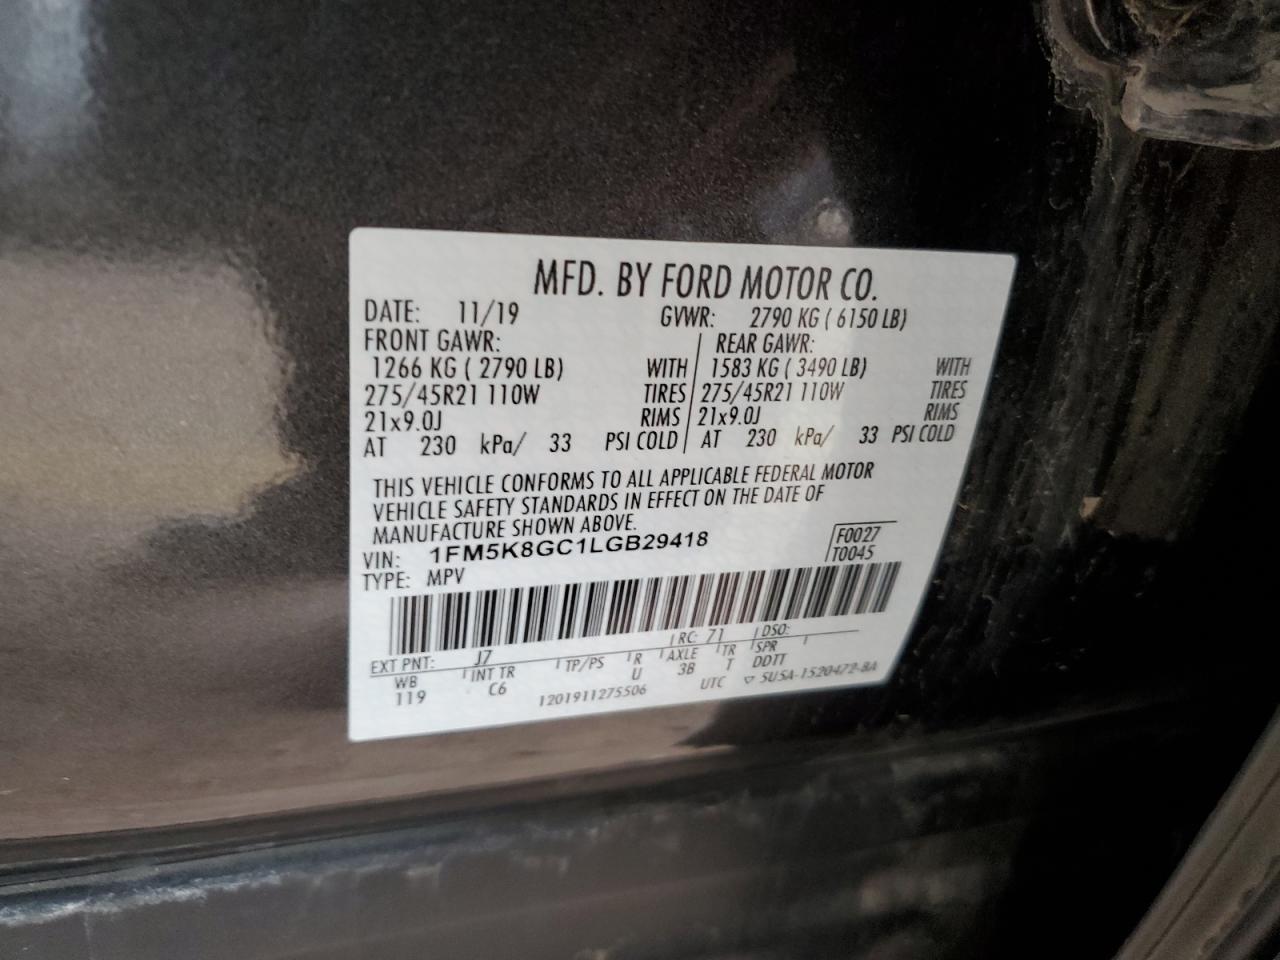 MFD. BY FORD MOTOR CO.
DATE: 11/19 GVWR: 2790 KG ( 6150 LB)
FRONT GAWR: REAR GAWR:
1266 KG ( 2790 LB) WITH 1583 KG ( 3490 LB) WITH
275/45R21 110W TIRES 275/45R21 110W TIRES
21x9.0J RIMS 21x9.0J RIMS
AT 230 kPa/ 33 PSI COLD AT 230 kPa/ 33 PSI COLD
THIS VEHICLE CONFORMS TO ALL APPLICABLE FEDERAL MOTOR
VEHICLE SAFETY STANDARDS IN EFFECT ON THE DATE OF
MANUFACTURE SHOWN ABOVE.
VIN: 1FM5K8GC1LGB29418 F0027
TYPE: MPV T0045
EXT PNT: J7 RC: 71 DSO:
WB INT TR TP/PS R AXLE TR SPR
119 C6 U 3B T DDTT
1201911275506 UTC ▽ 5U5A-1520472-BA